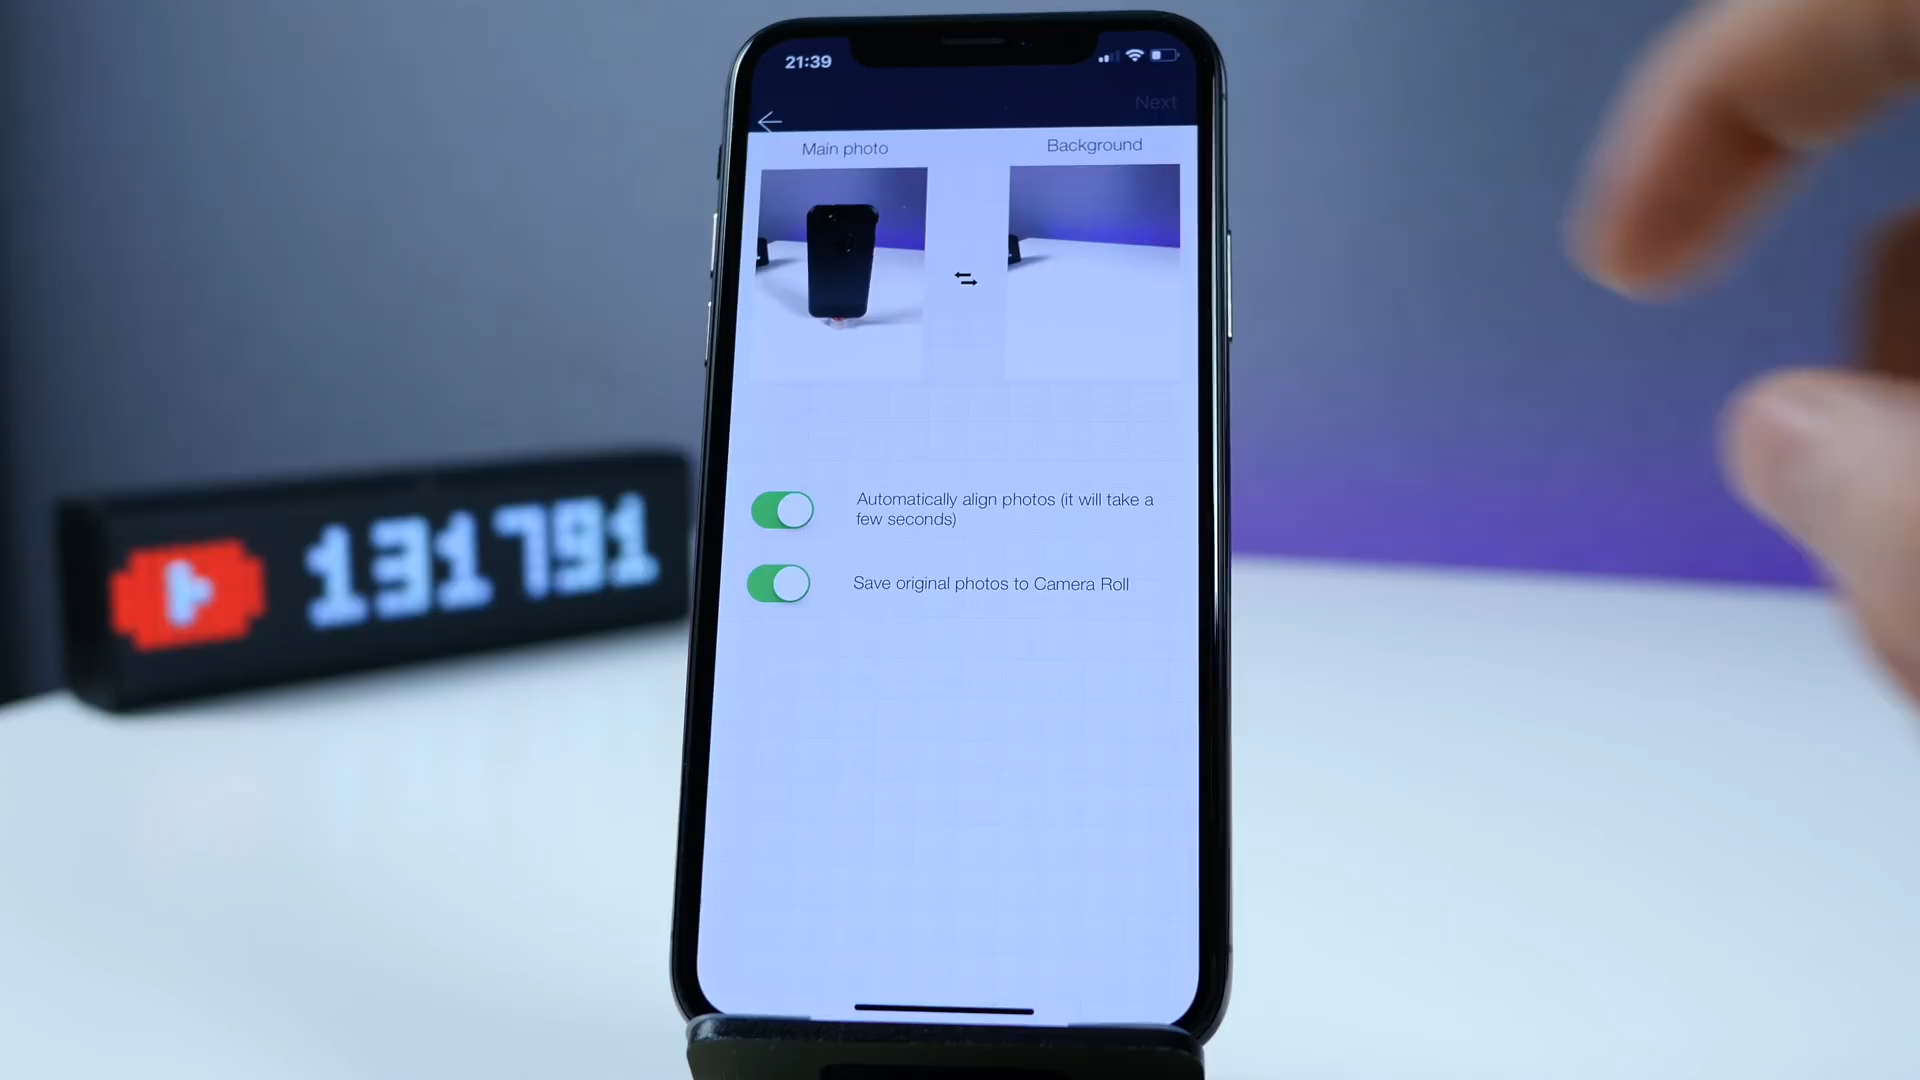 21:39
Next
Main photo
Background
Automatically align photos (it will take a
few seconds)
Save original photos to Camera Roll
131791